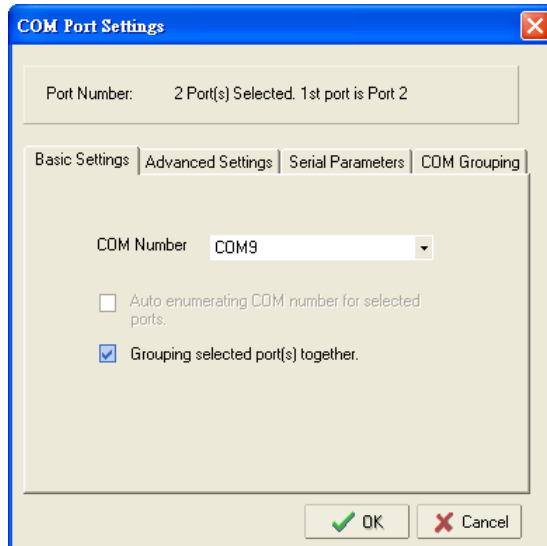 COM Port Settings
Port Number: 2 Port(s) Selected. 1st port is Port 2
Basic Settings Advanced Settings Serial Parameters COM Grouping
COM Number COM9
Auto enumerating COM number for selected
ports.
Grouping selected port(s) together.
OK Cancel